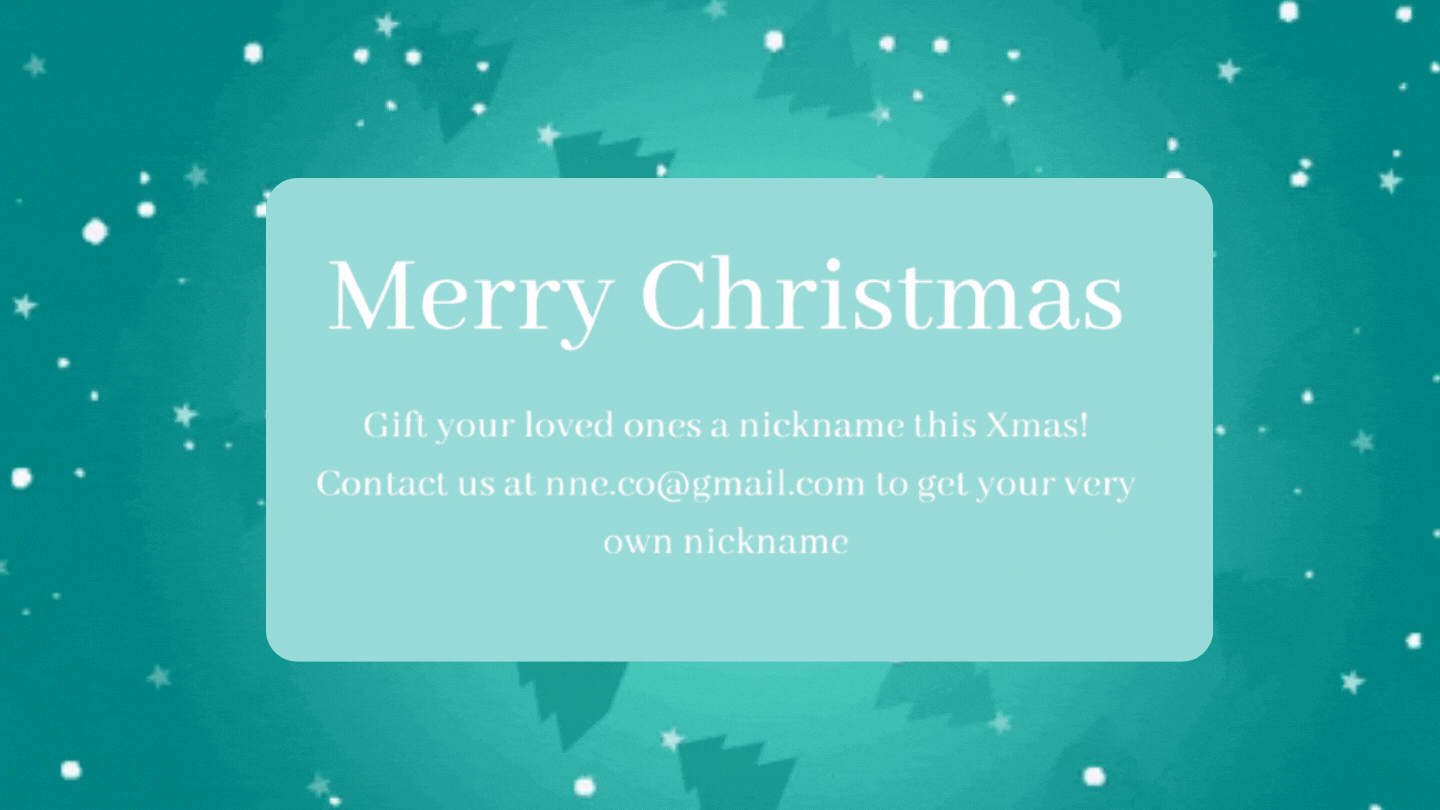 Merry Christmas
Gift your loved ones a nickname this Xmas!
Contact us at nne.co@gmail.com to get your very
own nickname